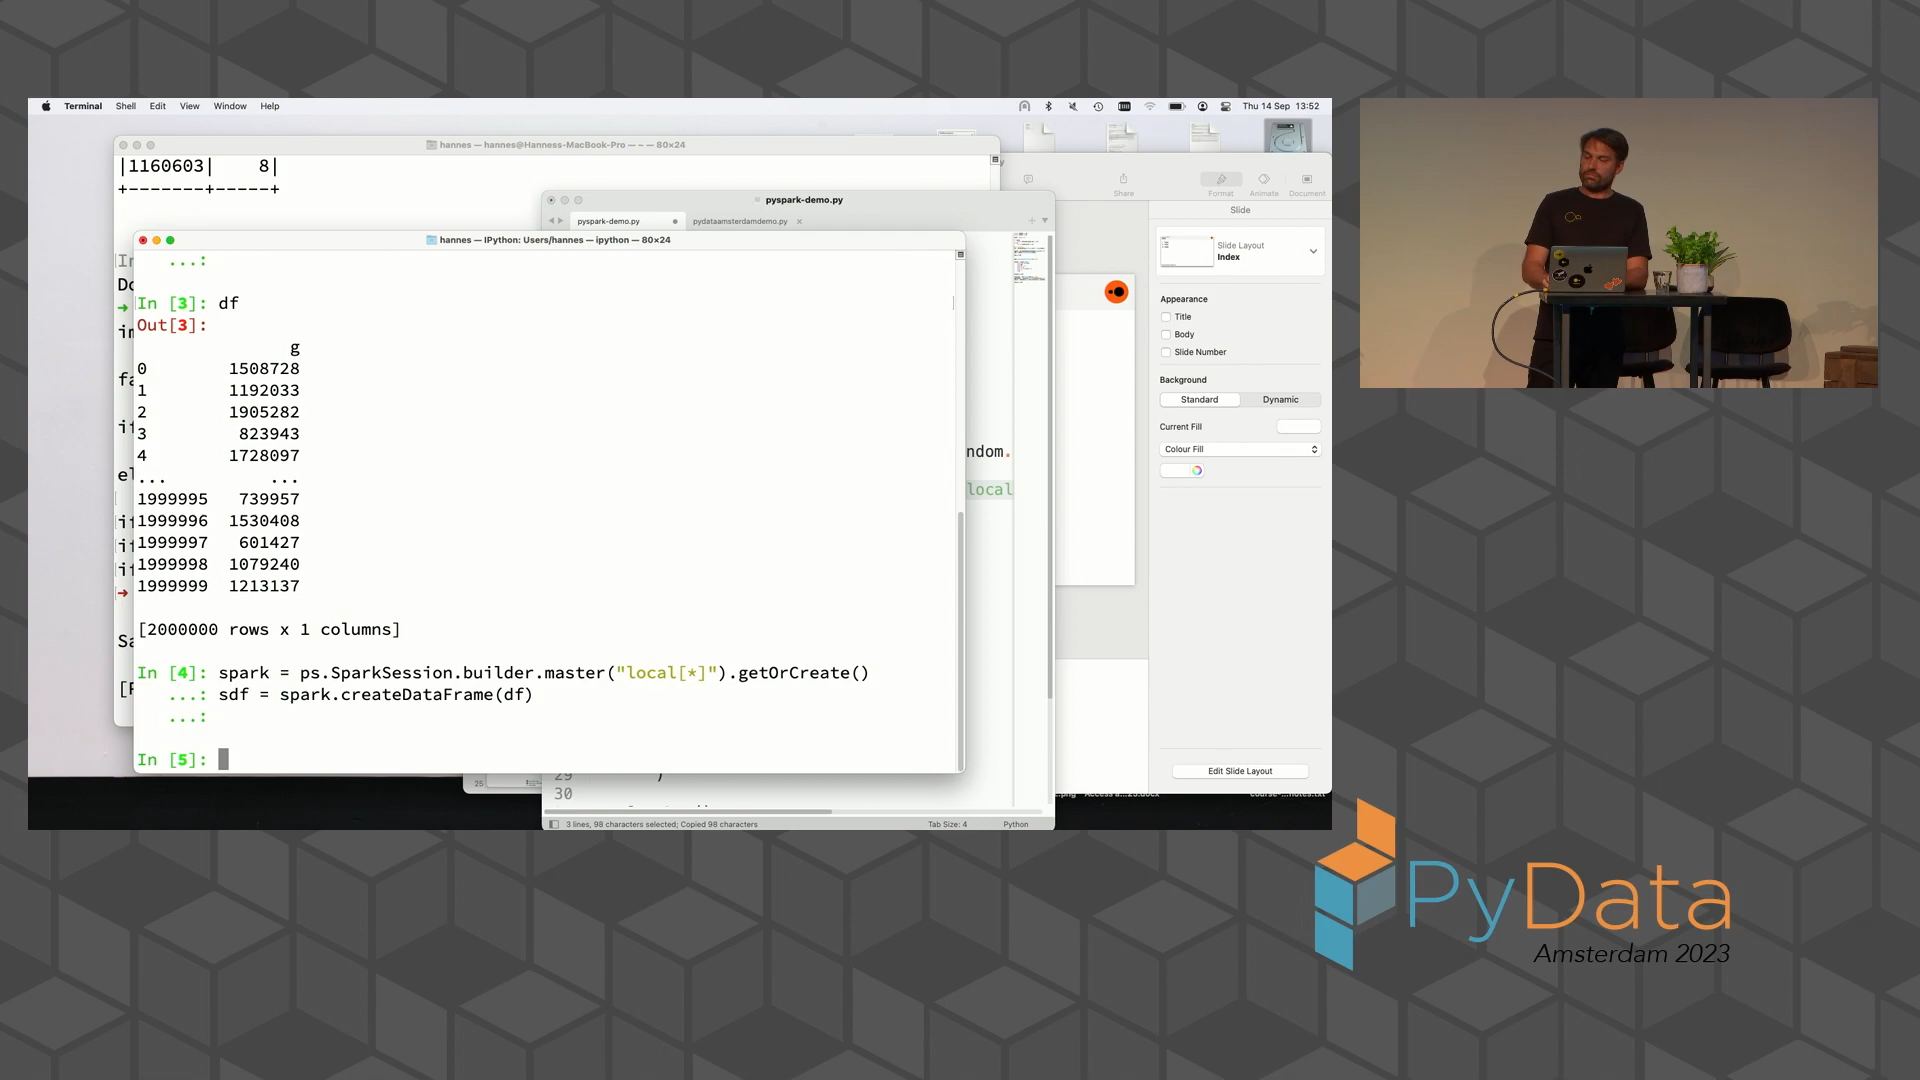 Terminal Shell Edit View Window Help
Thu 14 Sep 13:52
hannes — hannes@Hanness-MacBook-Pro — ~ — 80×24
|1160603| 8|
+-------+-----+
pyspark-demo.py
pyspark-demo.py pydataamsterdamdemo.py
hannes — IPython: Users/hannes — ipython — 80×24
...:
In [3]: df
Out[3]:
g
0 1508728
1 1192033
2 1905282
3 823943
4 1728097
... ...
1999995 739957
1999996 1530408
1999997 601427
1999998 1079240
1999999 1213137
[2000000 rows x 1 columns]
In [4]: spark = ps.SparkSession.builder.master("local[*]").getOrCreate()
...: sdf = spark.createDataFrame(df)
...:
In [5]:
ndom.
local
29 )
30
3 lines, 98 characters selected; Copied 98 characters
Tab Size: 4 Python
25
Share
Format Animate Document
Slide
Slide Layout
Index
Appearance
Title
Body
Slide Number
Background
Standard Dynamic
Current Fill
Colour Fill
Edit Slide Layout
PyData
Amsterdam 2023